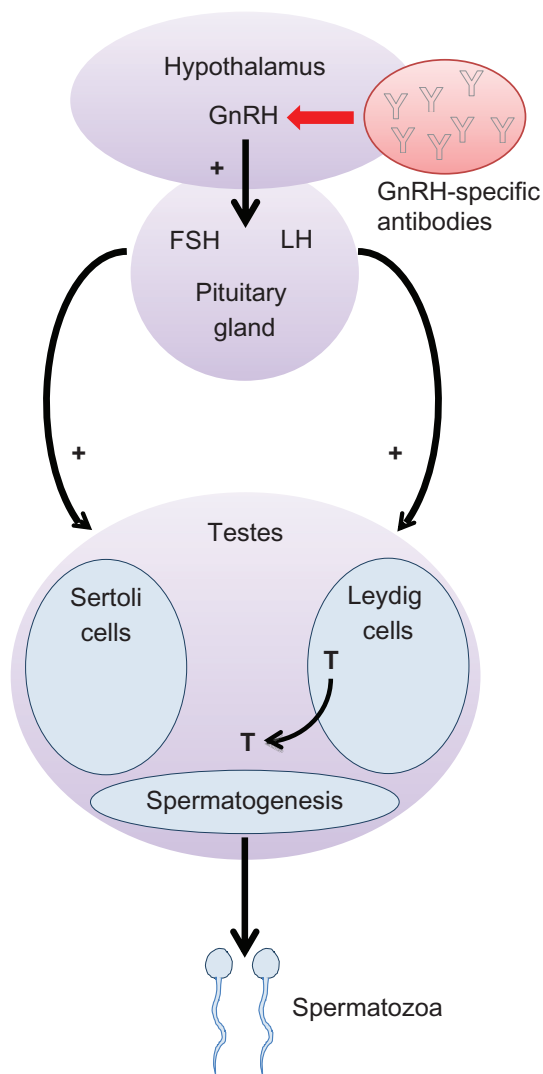 Hypothalamus
GnRH
GnRH-specific
antibodies
+
FSH LH
Pituitary
gland
+ +
Testes
Sertoli
cells
Leydig
cells
T
T
Spermatogenesis
Spermatozoa